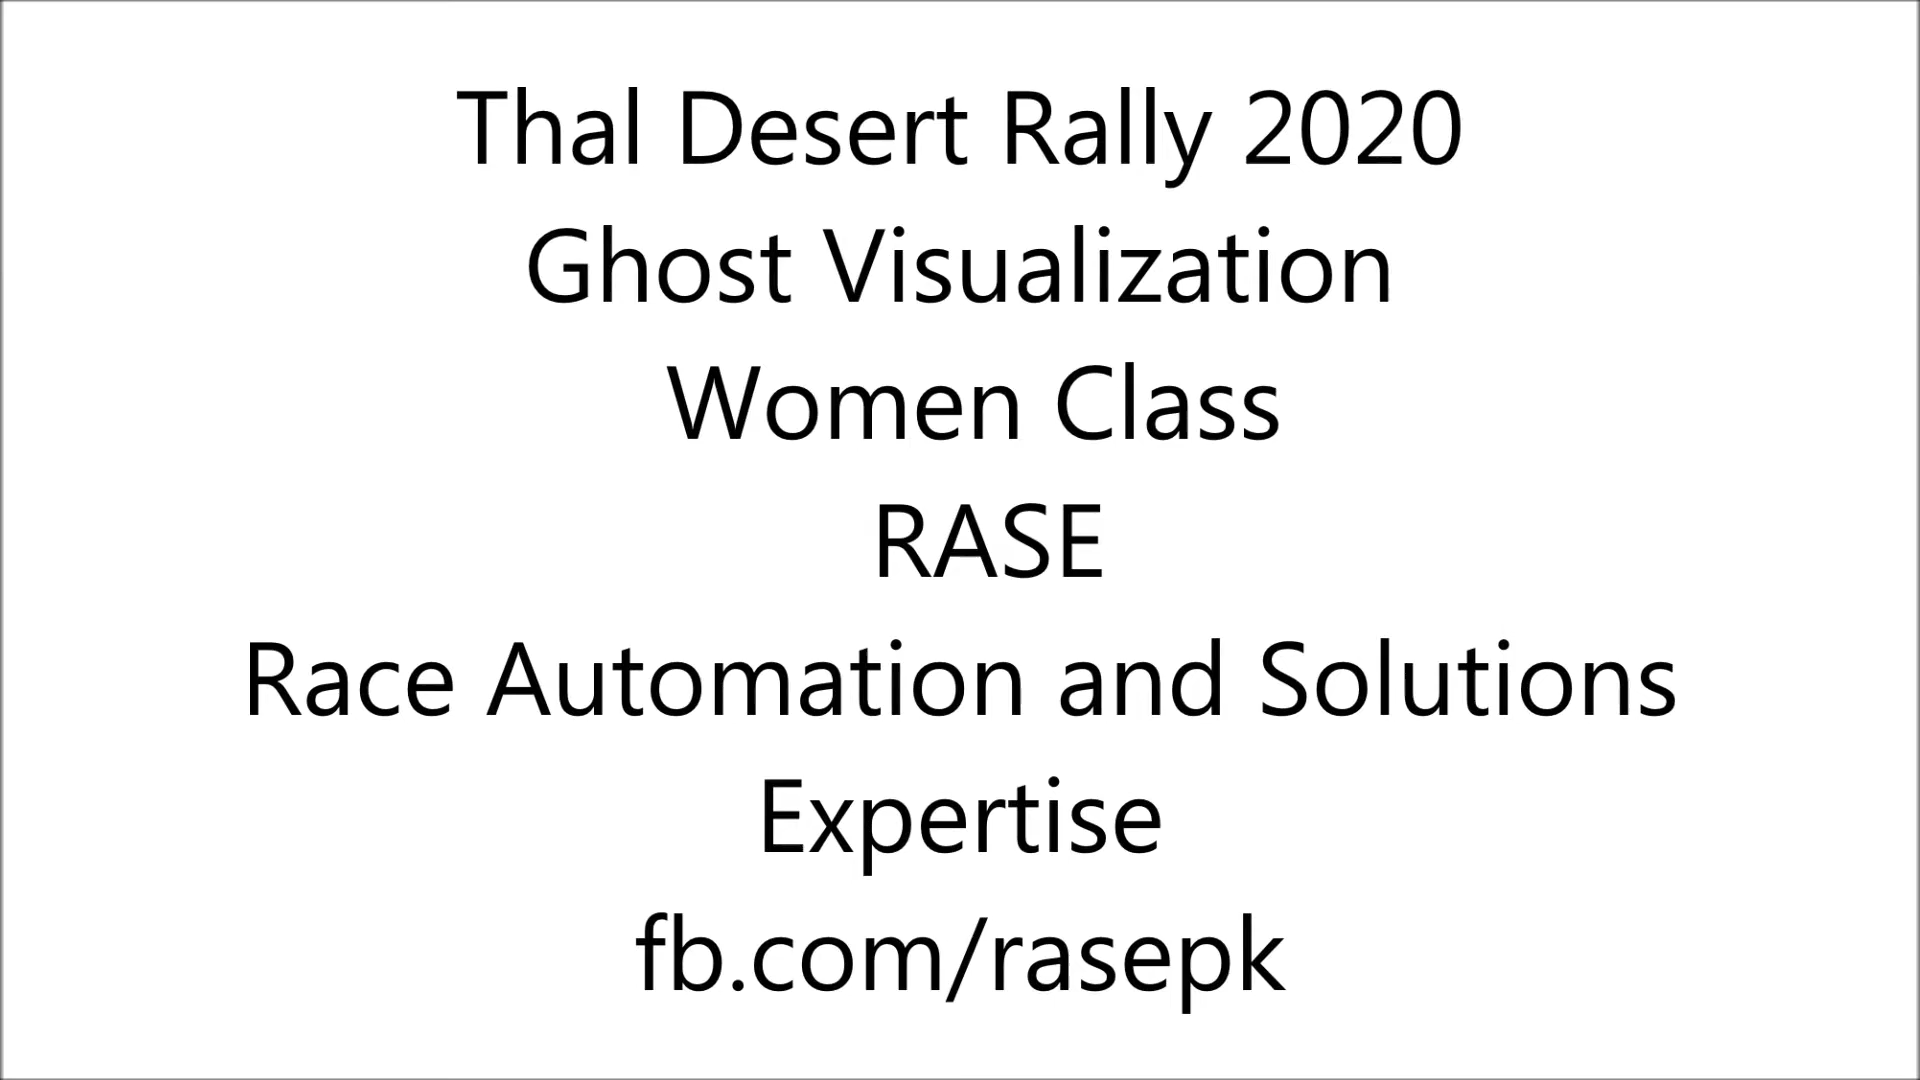 Thal Desert Rally 2020
Ghost Visualization
Women Class
RASE
Race Automation and Solutions
Expertise
fb.com/rasepk